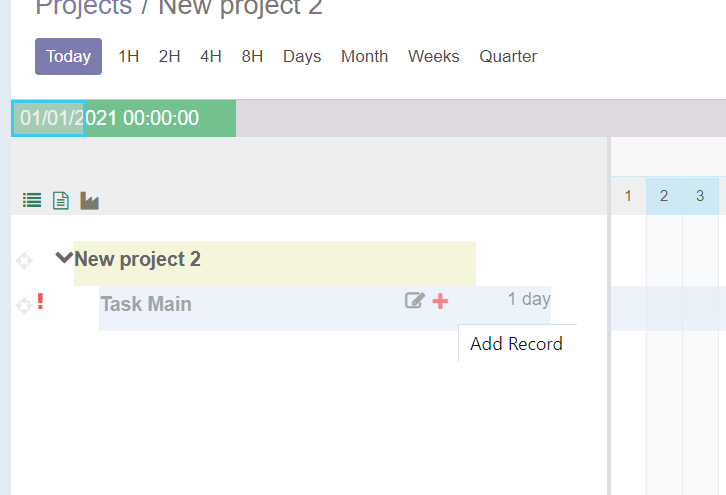 Projects / New project 2
Today 1H 2H 4H 8H Days Month Weeks Quarter
01/01/2021 00:00:00
1 2 3
New project 2
Task Main 1 day
Add Record